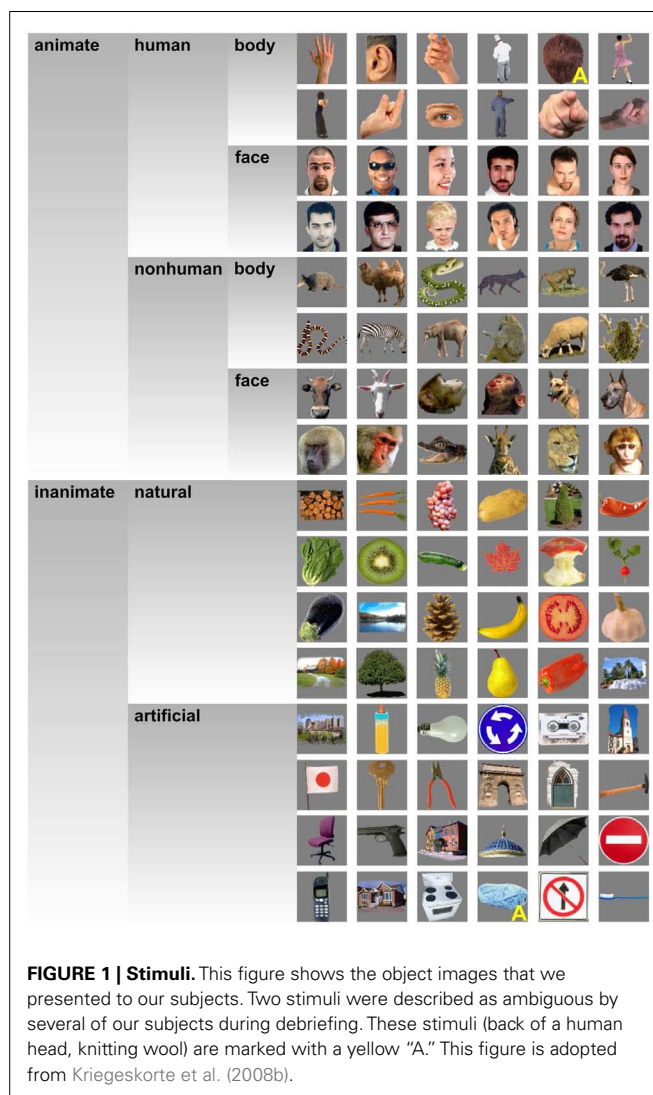 animate human body
A
face
nonhuman body
face
inanimate natural
artificial
A
FIGURE 1 | Stimuli. This figure shows the object images that we
presented to our subjects. Two stimuli were described as ambiguous by
several of our subjects during debriefing. These stimuli (back of a human
head, knitting wool) are marked with a yellow “A.” This figure is adopted
from Kriegeskorte et al. (2008b).